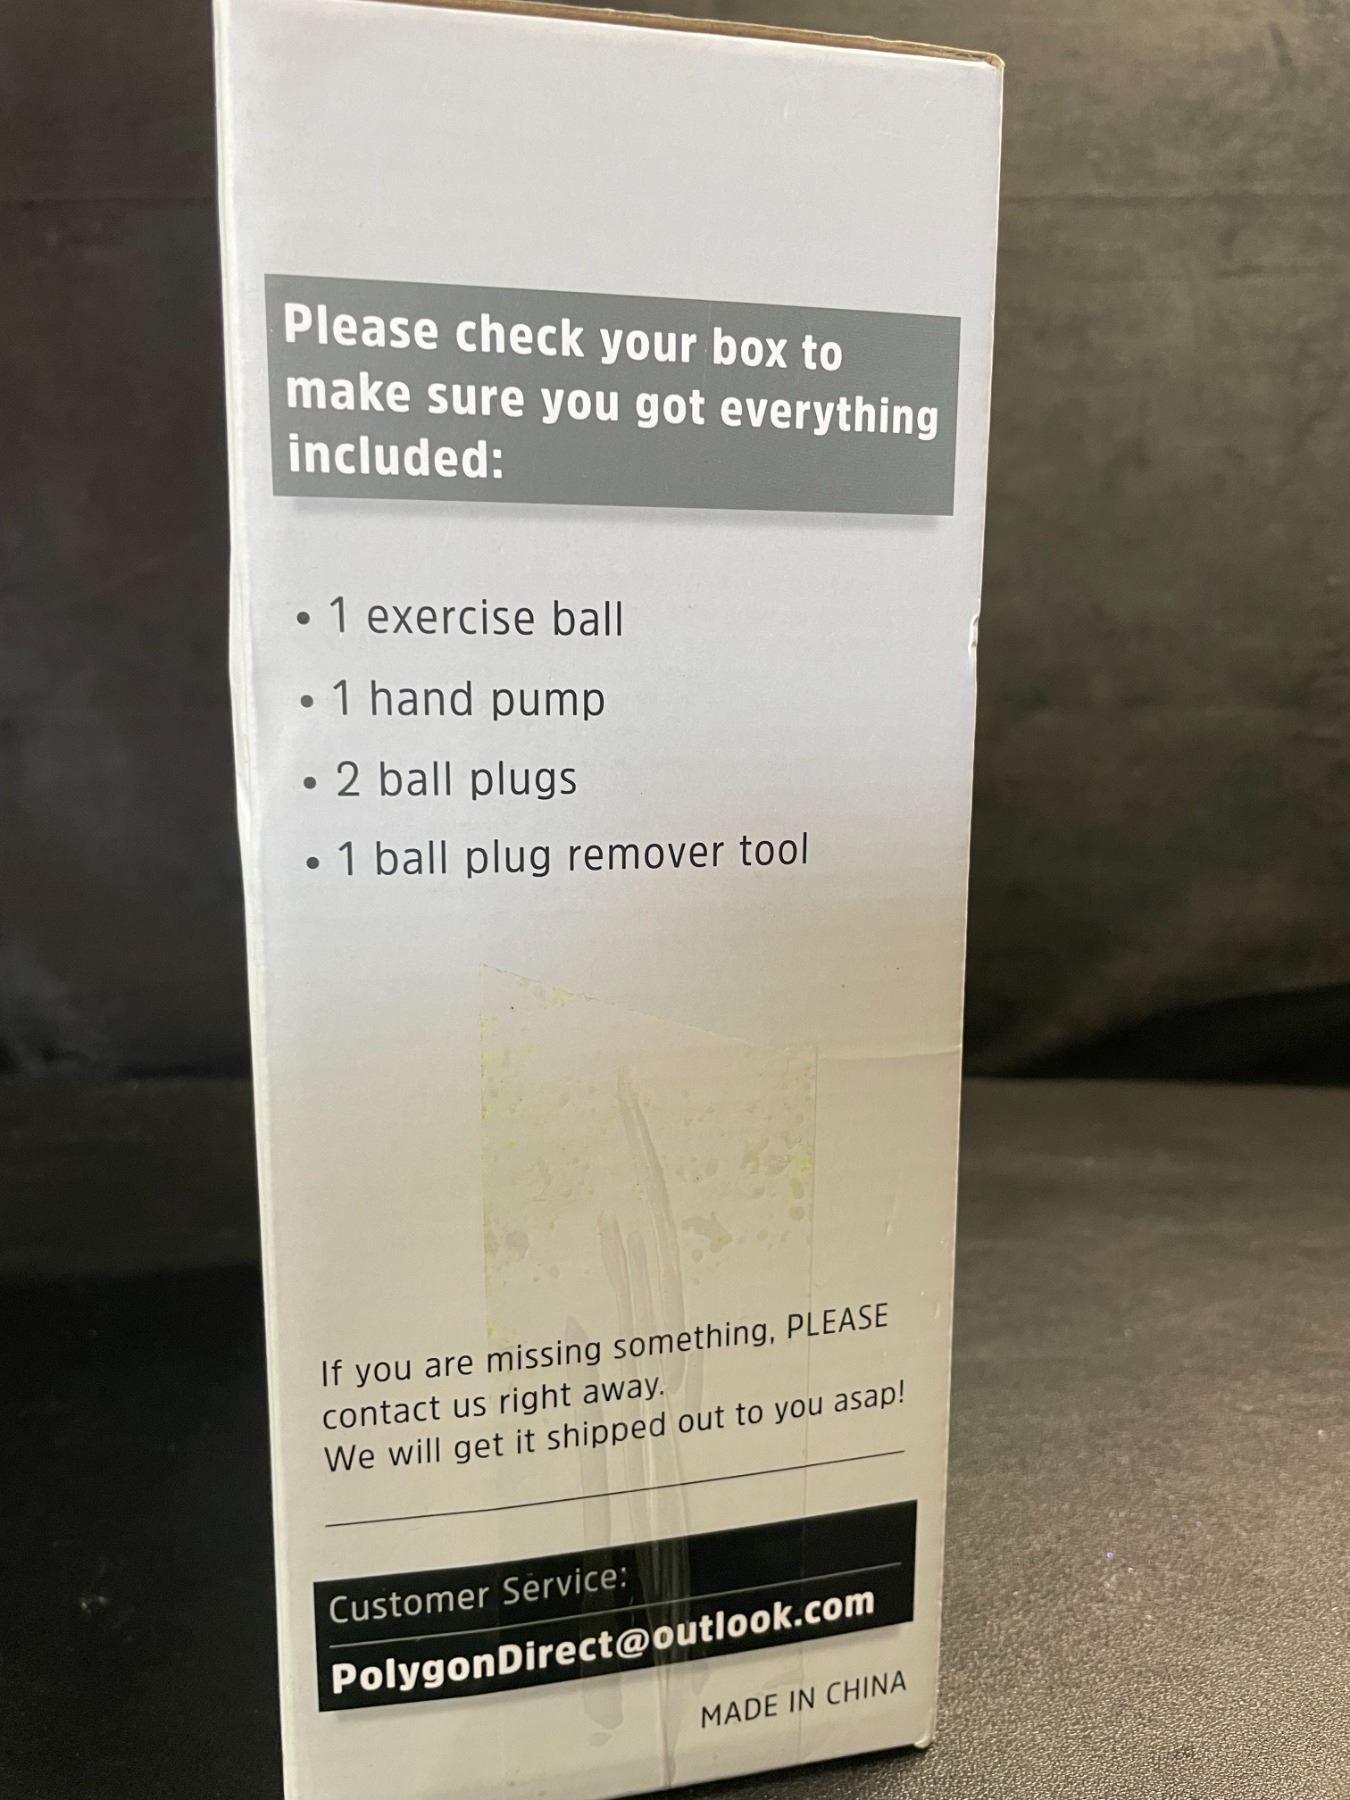 Please check your box to
make sure you got everything
included:
• 1 exercise ball
• 1 hand pump
• 2 ball plugs
• 1 ball plug remover tool
If you are missing something, PLEASE
contact us right away.
We will get it shipped out to you asap!
Customer Service:
PolygonDirect@outlook.com
MADE IN CHINA